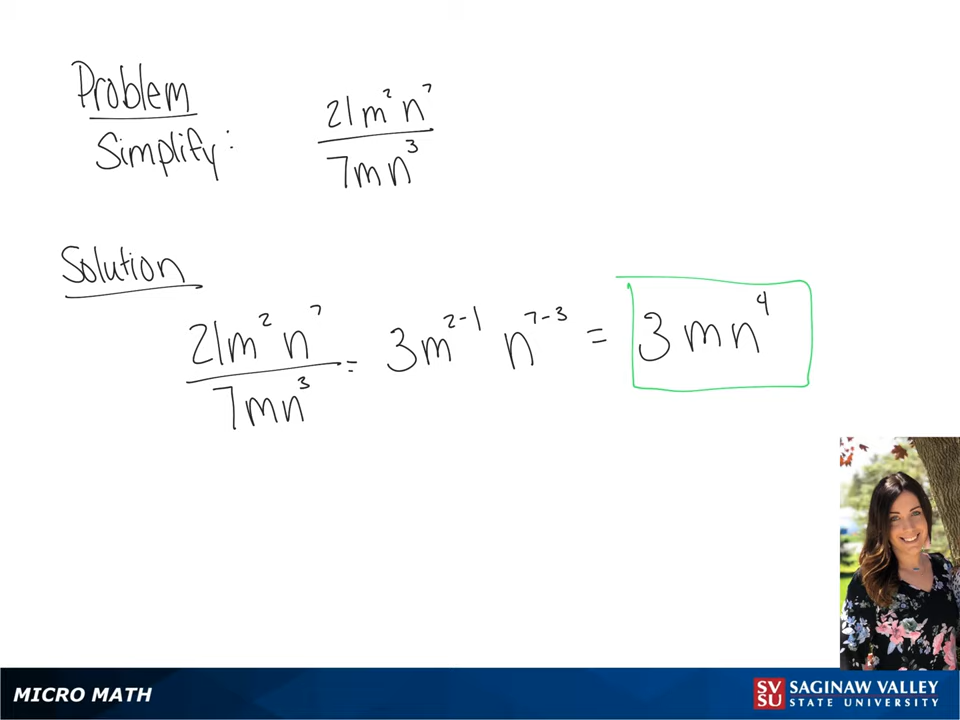 Problem
Simplify: 21m²n⁷ / 7mn³
Solution
21m²n⁷ / 7mn³ = 3m²⁻¹ n⁷⁻³ = 3mn⁴
MICRO MATH
SVSU SAGINAW VALLEY
STATE UNIVERSITY